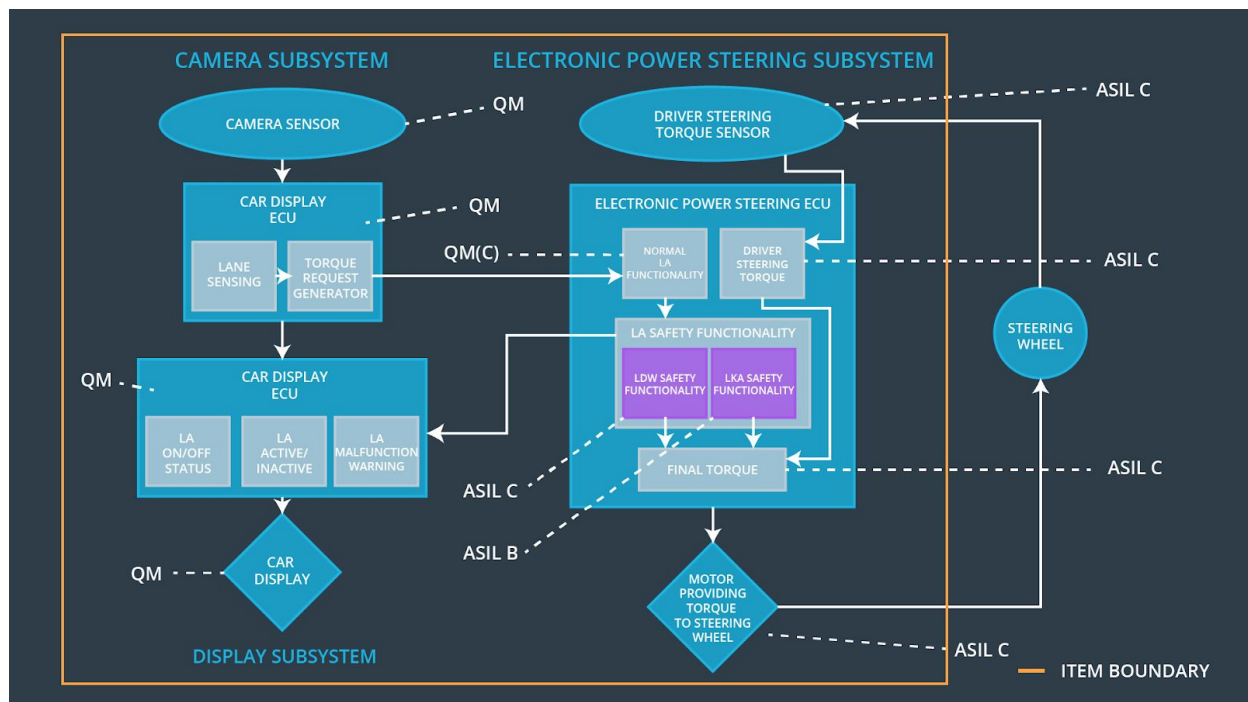 CAMERA SUBSYSTEM
ELECTRONIC POWER STEERING SUBSYSTEM
CAMERA SENSOR
QM
DRIVER STEERING
TORQUE SENSOR
ASIL C
CAR DISPLAY
ECU
QM
LANE
SENSING
TORQUE
REQUEST
GENERATOR
ELECTRONIC POWER STEERING ECU
QM(C)
NORMAL
LA
FUNCTIONALITY
DRIVER
STEERING
TORQUE
ASIL C
LA SAFETY FUNCTIONALITY
LDW SAFETY
FUNCTIONALITY
LKA SAFETY
FUNCTIONALITY
STEERING
WHEEL
QM
CAR DISPLAY
ECU
LA
ON/OFF
STATUS
LA
ACTIVE/
INACTIVE
LA
MALFUNCTION
WARNING
FINAL TORQUE
ASIL C
ASIL C
ASIL B
QM
CAR
DISPLAY
MOTOR
PROVIDING
TORQUE
TO STEERING
WHEEL
ASIL C
DISPLAY SUBSYSTEM
ITEM BOUNDARY